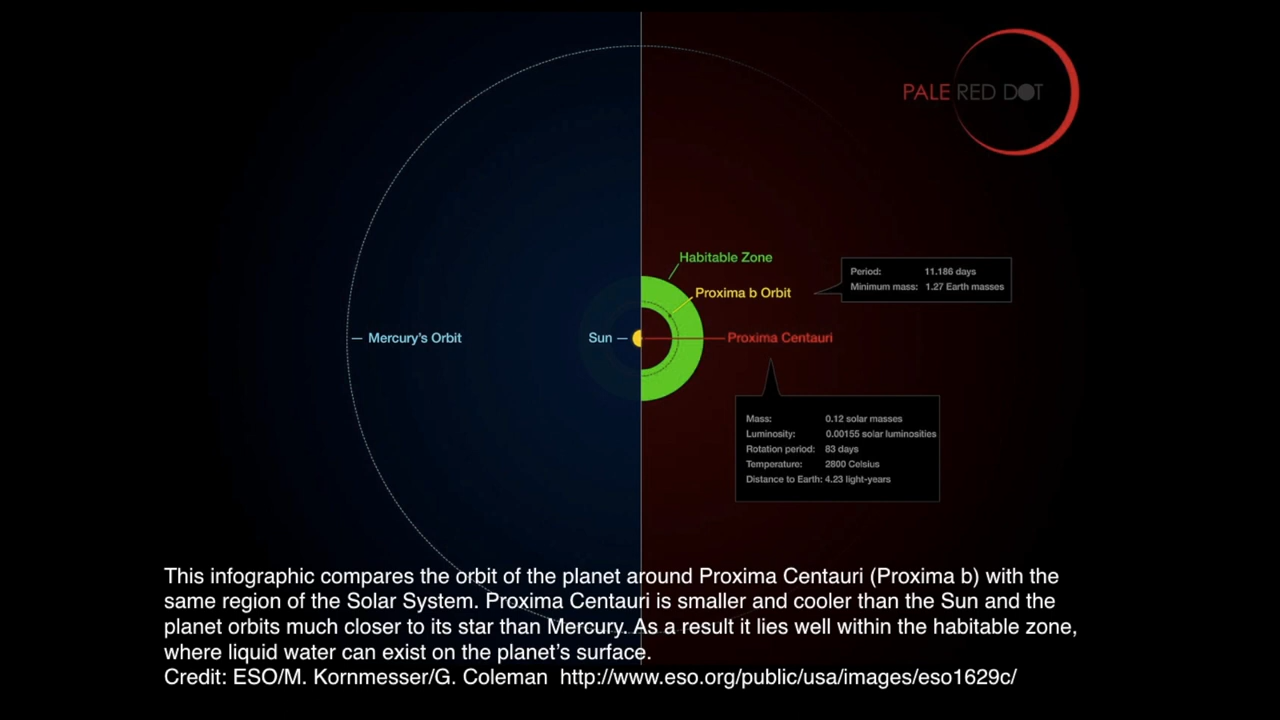 PALE RED DOT
Habitable Zone
Proxima b Orbit
Period: 11.186 days
Minimum mass: 1.27 Earth masses
Mercury's Orbit
Sun
Proxima Centauri
Mass: 0.12 solar masses
Luminosity: 0.00155 solar luminosities
Rotation period: 83 days
Temperature: 2800 Celsius
Distance to Earth: 4.23 light-years
This infographic compares the orbit of the planet around Proxima Centauri (Proxima b) with the
same region of the Solar System. Proxima Centauri is smaller and cooler than the Sun and the
planet orbits much closer to its star than Mercury. As a result it lies well within the habitable zone,
where liquid water can exist on the planet's surface.
Credit: ESO/M. Kornmesser/G. Coleman http://www.eso.org/public/usa/images/eso1629c/